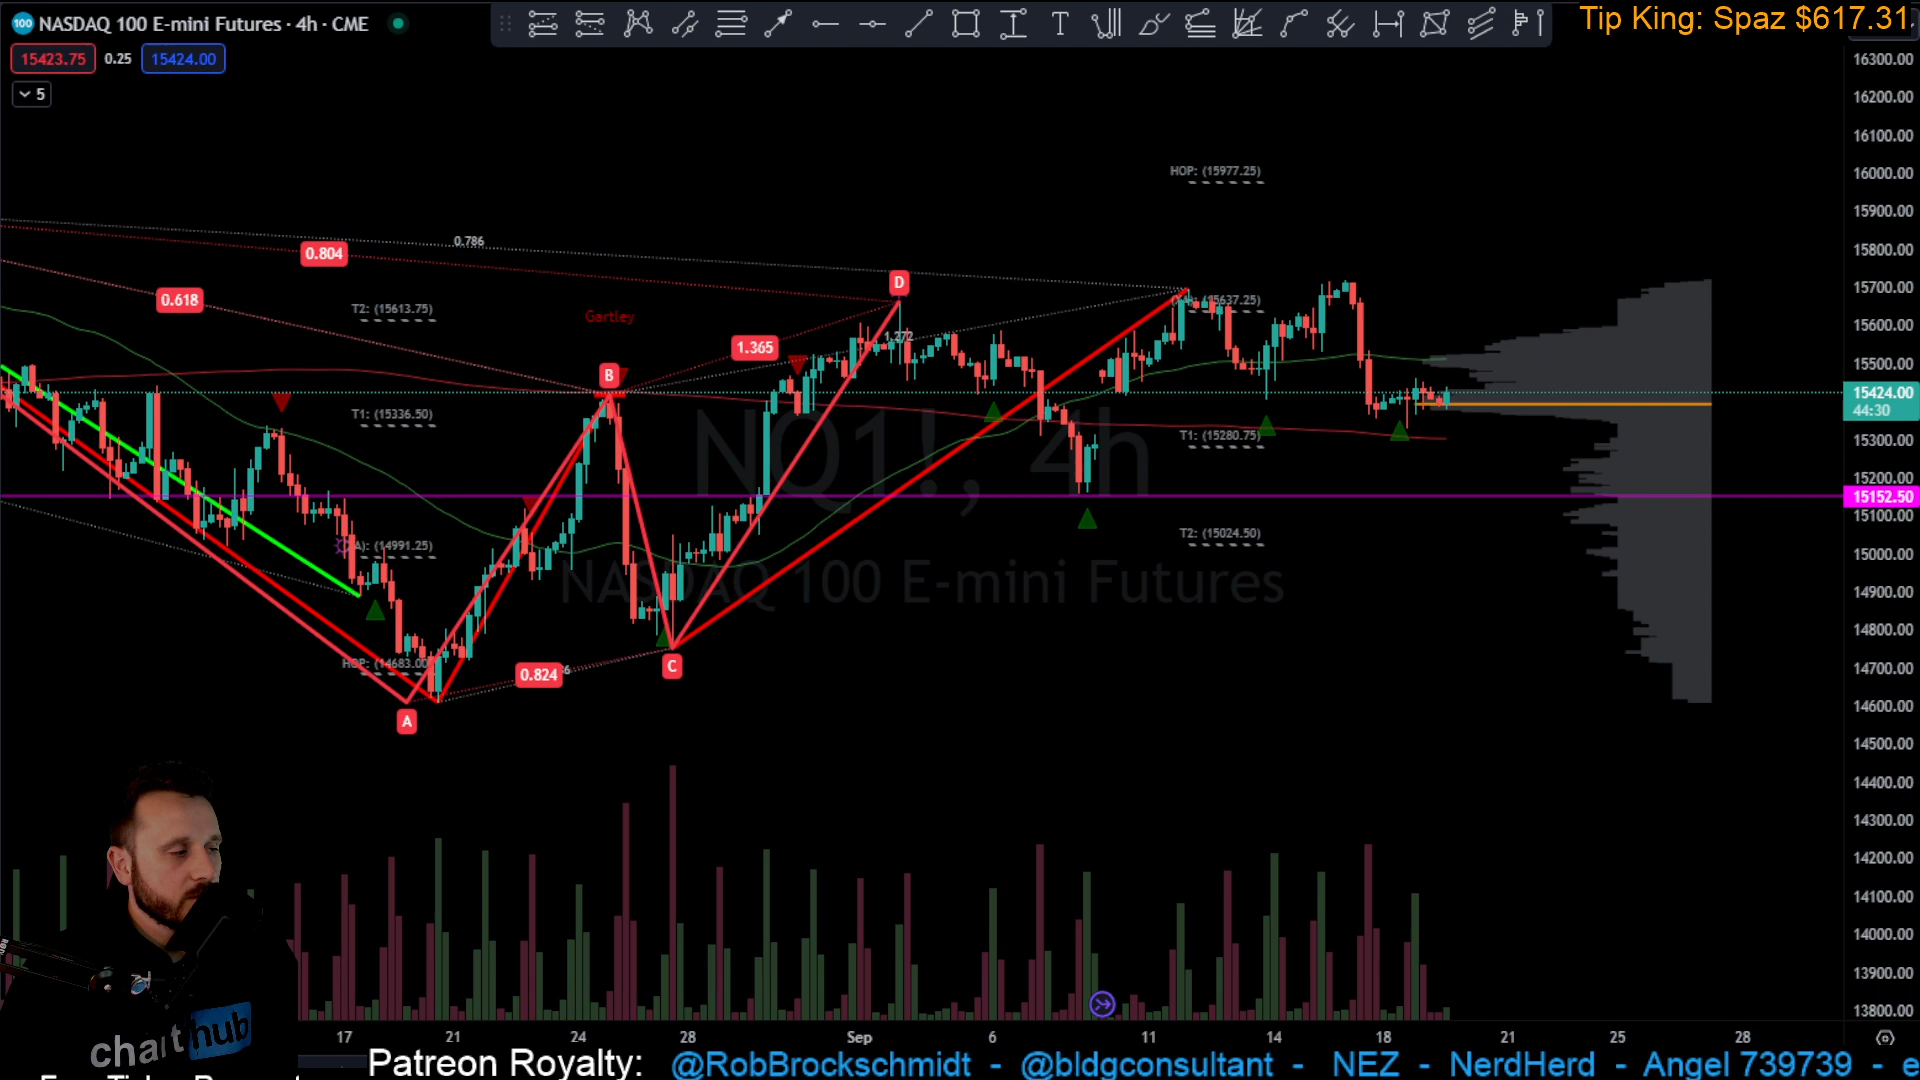 NASDAQ 100 E-mini Futures · 4h · CME
Tip King: Spaz $617.31
15423.75 0.25 15424.00
5
16300.00
16200.00
16100.00
16000.00
15900.00
15800.00
15700.00
15600.00
15500.00
15424.00
44:30
15300.00
15200.00
15152.50
15100.00
15000.00
14900.00
14800.00
14700.00
14600.00
14500.00
14400.00
14300.00
14200.00
14100.00
14000.00
13900.00
13800.00
HOP: (15977.25)
0.786
0.804
0.618
T2: (15613.75)
Gartley
D
1.272
1.365
B
T1: (15336.50)
NQ1!, 4h
T1: (15280.75)
T2: (15024.50)
A): (14991.25)
NASDAQ 100 E-mini Futures
HOP: (14683.00)
0.824
C
A
17 21 24 28 Sep 6 11 14 18 21 25 28
charthub
Patreon Royalty: @RobBrockschmidt - @bldgconsultant - NEZ - NerdHerd - Angel 739739 - e